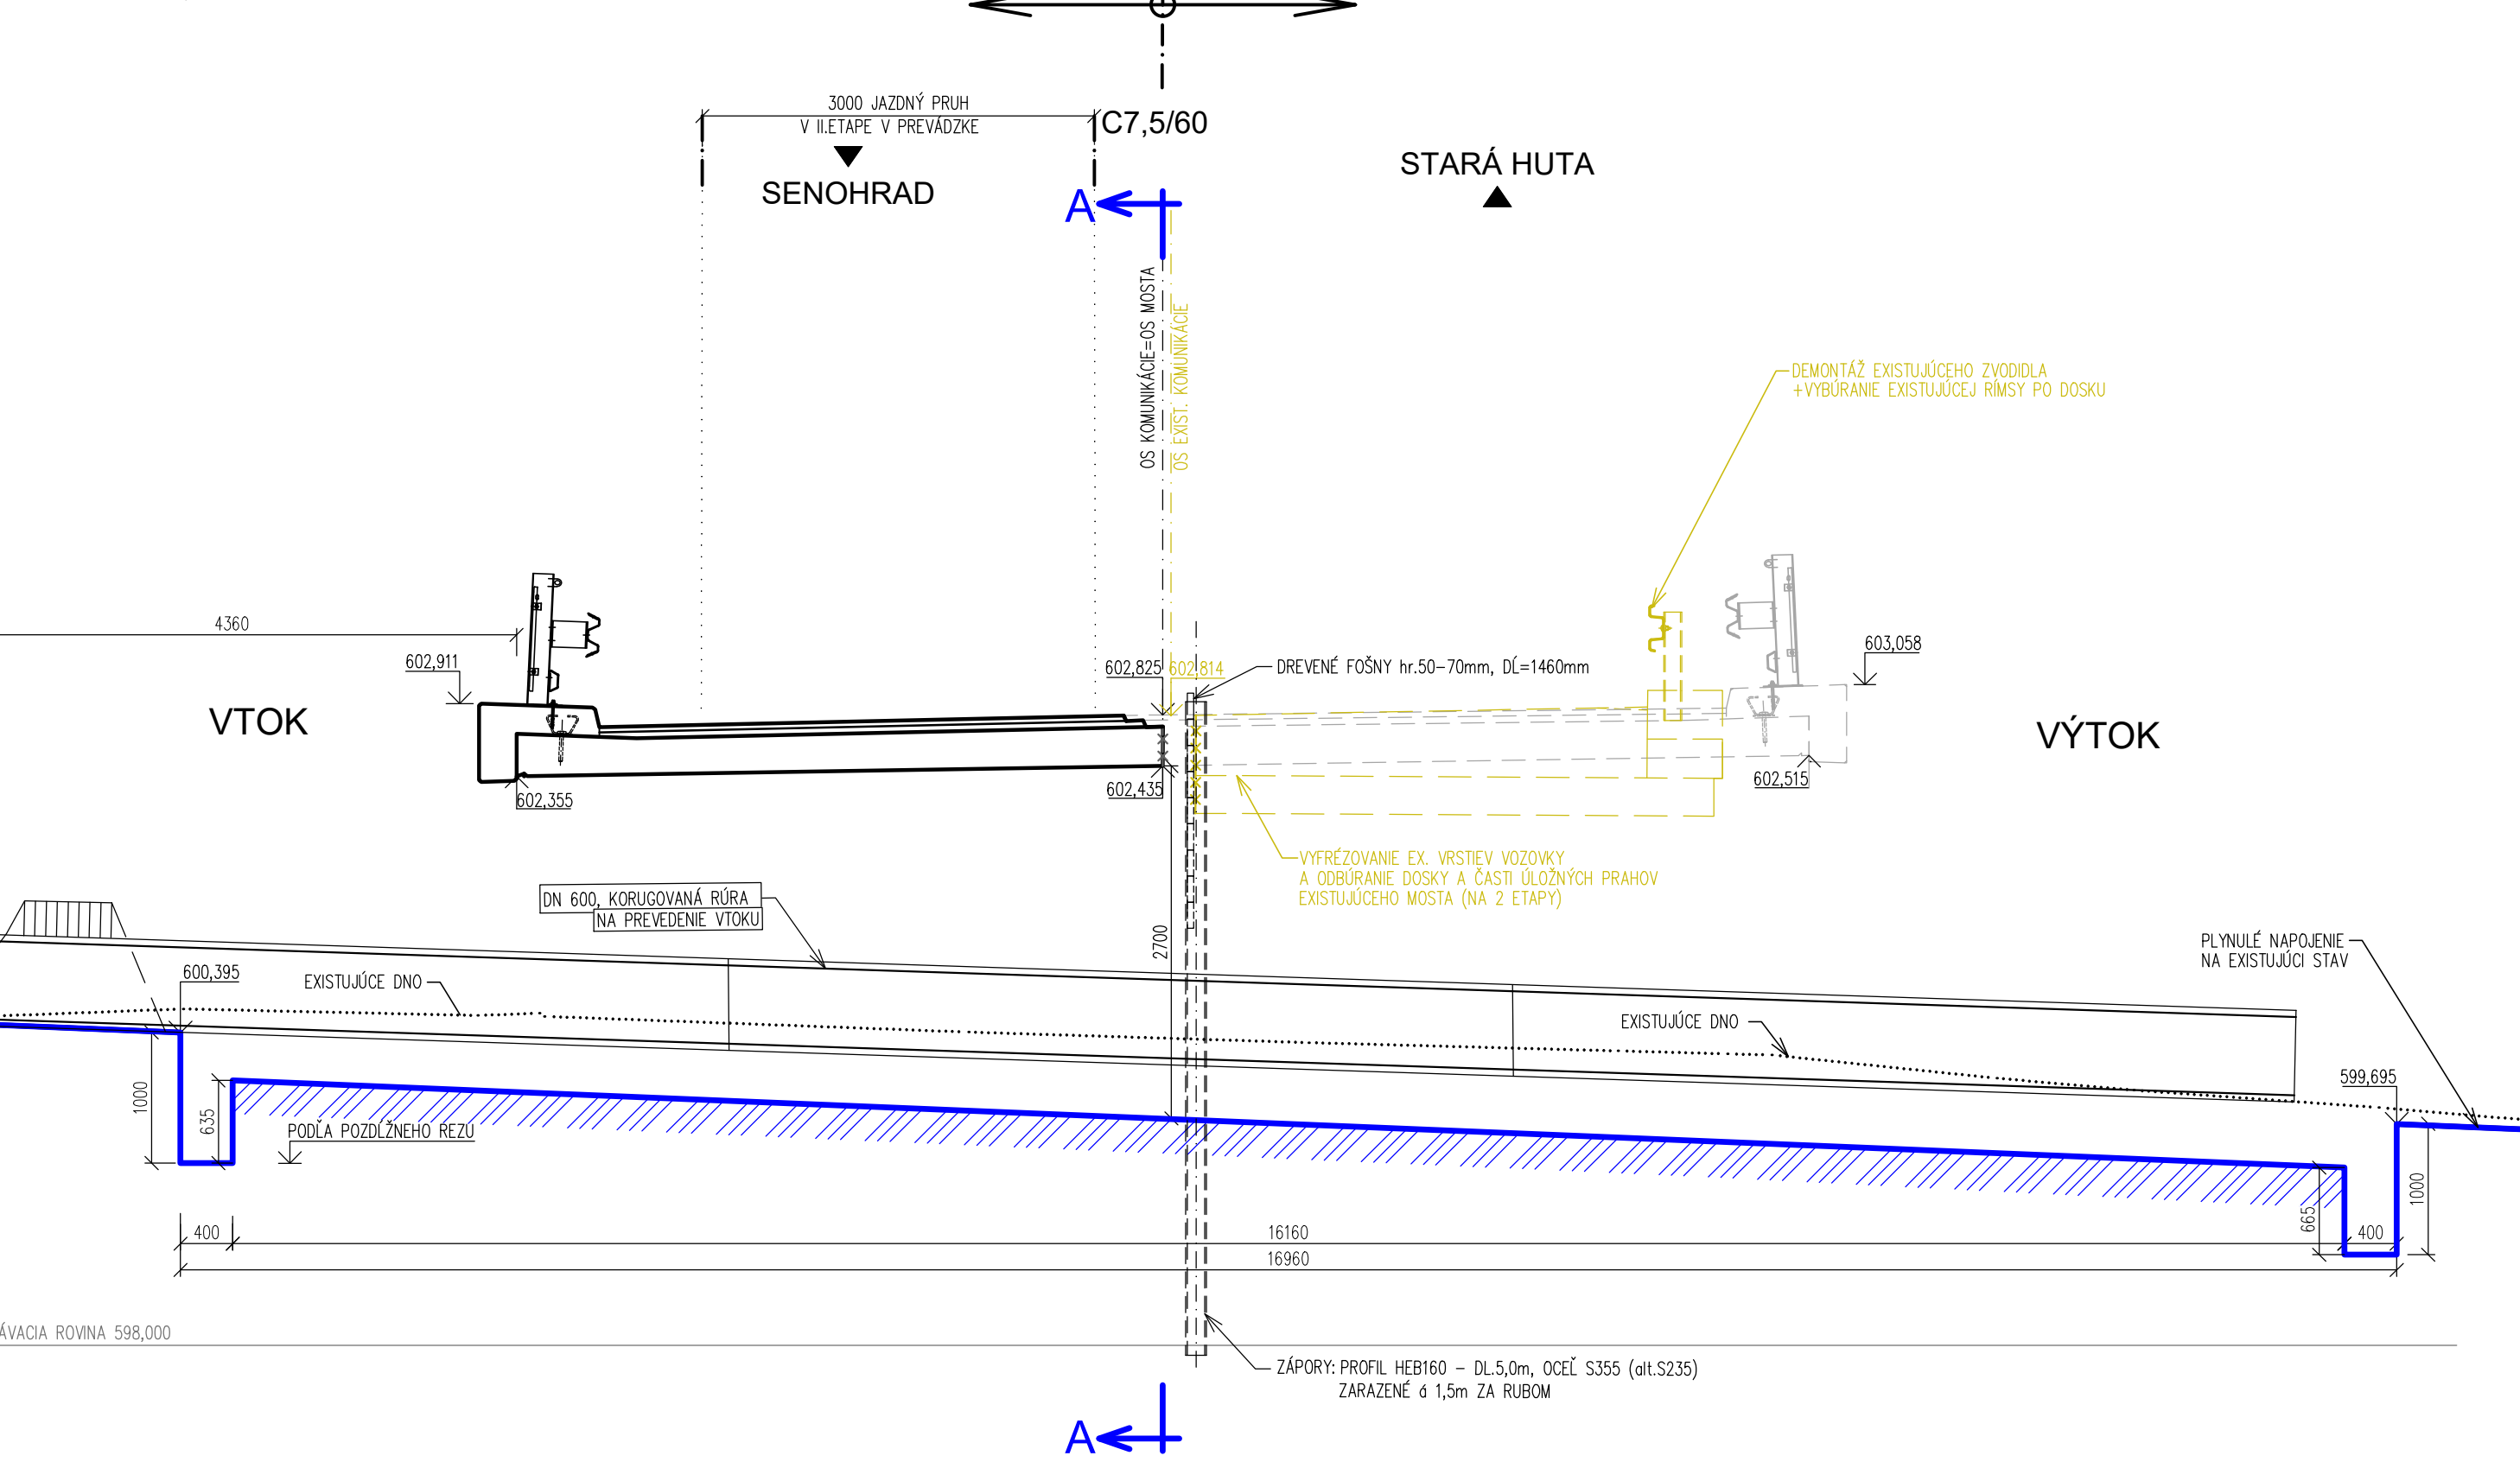 3000 JAZDNÝ PRUH
V II.ETAPE V PREVÁDZKE
C7,5/60
SENOHRAD
STARÁ HUTA
A
OS KOMUNIKÁCIE=OS MOSTA
OS EXIST. KOMUNIKÁCIE
DEMONTÁŽ EXISTUJÚCEHO ZVODIDLA
+VYBÚRANIE EXISTUJÚCEJ RÍMSY PO DOSKU
4360
602,911
602,825
602,814
DREVENÉ FOŠNY hr.50-70mm, DĹ=1460mm
603,058
VTOK
VÝTOK
602,355
602,435
602,515
VYFRÉZOVANIE EX. VRSTIEV VOZOVKY
A ODBÚRANIE DOSKY A ČASTI ÚLOŽNÝCH PRAHOV
EXISTUJÚCEHO MOSTA (NA 2 ETAPY)
DN 600, KORUGOVANÁ RÚRA
NA PREVEDENIE VTOKU
2700
PLYNULÉ NAPOJENIE
NA EXISTUJÚCI STAV
600,395
EXISTUJÚCE DNO
EXISTUJÚCE DNO
599,695
1000
635
PODĽA POZDĹŽNEHO REZU
665
1000
400
16160
400
16960
ÁVACIA ROVINA 598,000
ZÁPORY: PROFIL HEB160 - DL.5,0m, OCEĽ S355 (alt.S235)
ZARAZENÉ á 1,5m ZA RUBOM
A